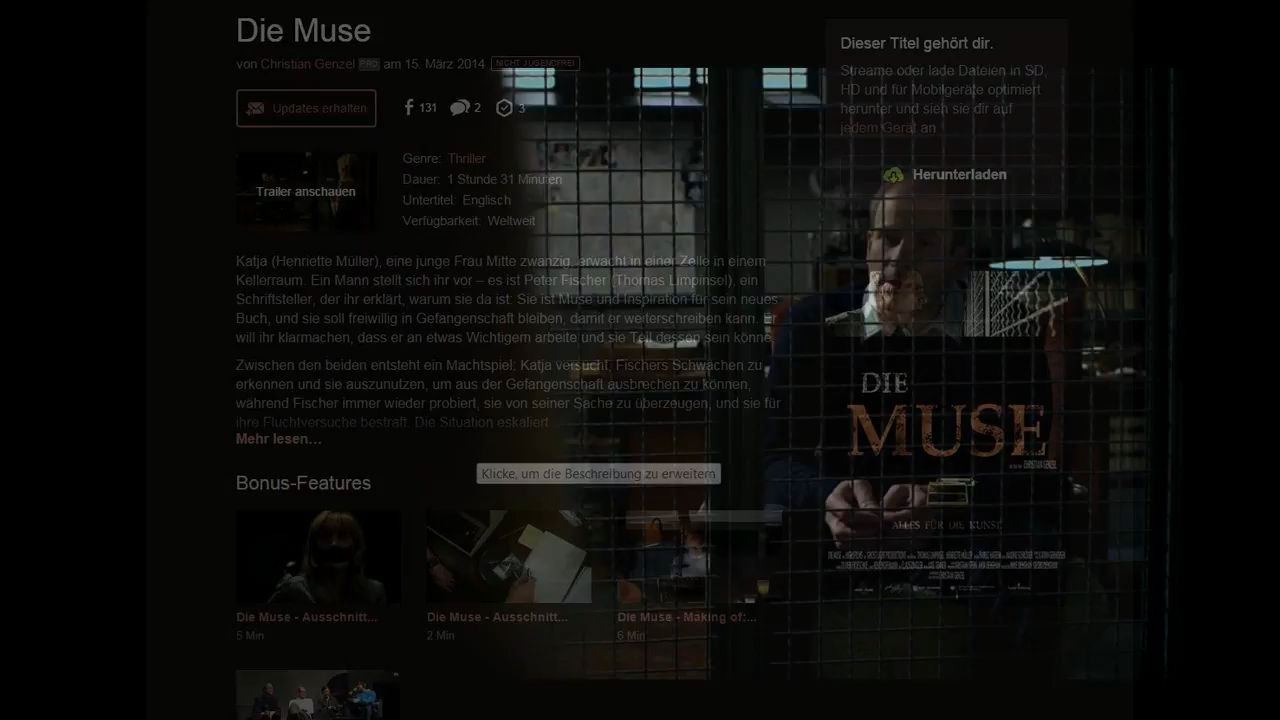 Die Muse
von Christian Genzel PRO am 15. März 2014 NICHT JUGENDFREI
Updates erhalten 131 2 3
Trailer anschauen
Genre: Thriller
Dauer: 1 Stunde 31 Minuten
Untertitel: Englisch
Verfügbarkeit: Weltweit
Katja (Henriette Müller), eine junge Frau Mitte zwanzig, erwacht in einer Zelle in einem
Kellerraum. Ein Mann stellt sich ihr vor – es ist Peter Fischer (Thomas Limpinsel), ein
Schriftsteller, der ihr erklärt, warum sie da ist: Sie ist Muse und Inspiration für sein neues
Buch, und sie soll freiwillig in Gefangenschaft bleiben, damit er weiterschreiben kann. Er
will ihr klarmachen, dass er an etwas Wichtigem arbeite und sie Teil dessen sein könne.
Zwischen den beiden entsteht ein Machtspiel: Katja versucht, Fischers Schwächen zu
erkennen und sie auszunutzen, um aus der Gefangenschaft ausbrechen zu können,
während Fischer immer wieder probiert, sie von seiner Sache zu überzeugen, und sie für
ihre Fluchtversuche bestraft. Die Situation eskaliert
Mehr lesen…
Klicke, um die Beschreibung zu erweitern
Bonus-Features
Die Muse - Ausschnitt...
5 Min
Die Muse - Ausschnitt...
2 Min
Die Muse - Making of:...
6 Min
Dieser Titel gehört dir.
Streame oder lade Dateien in SD,
HD und für Mobilgeräte optimiert
herunter und sieh sie dir auf
jedem Gerät an
Herunterladen
DIE
MUSE
CHRISTIAN GENZEL
ALLES FÜR DIE KUNST